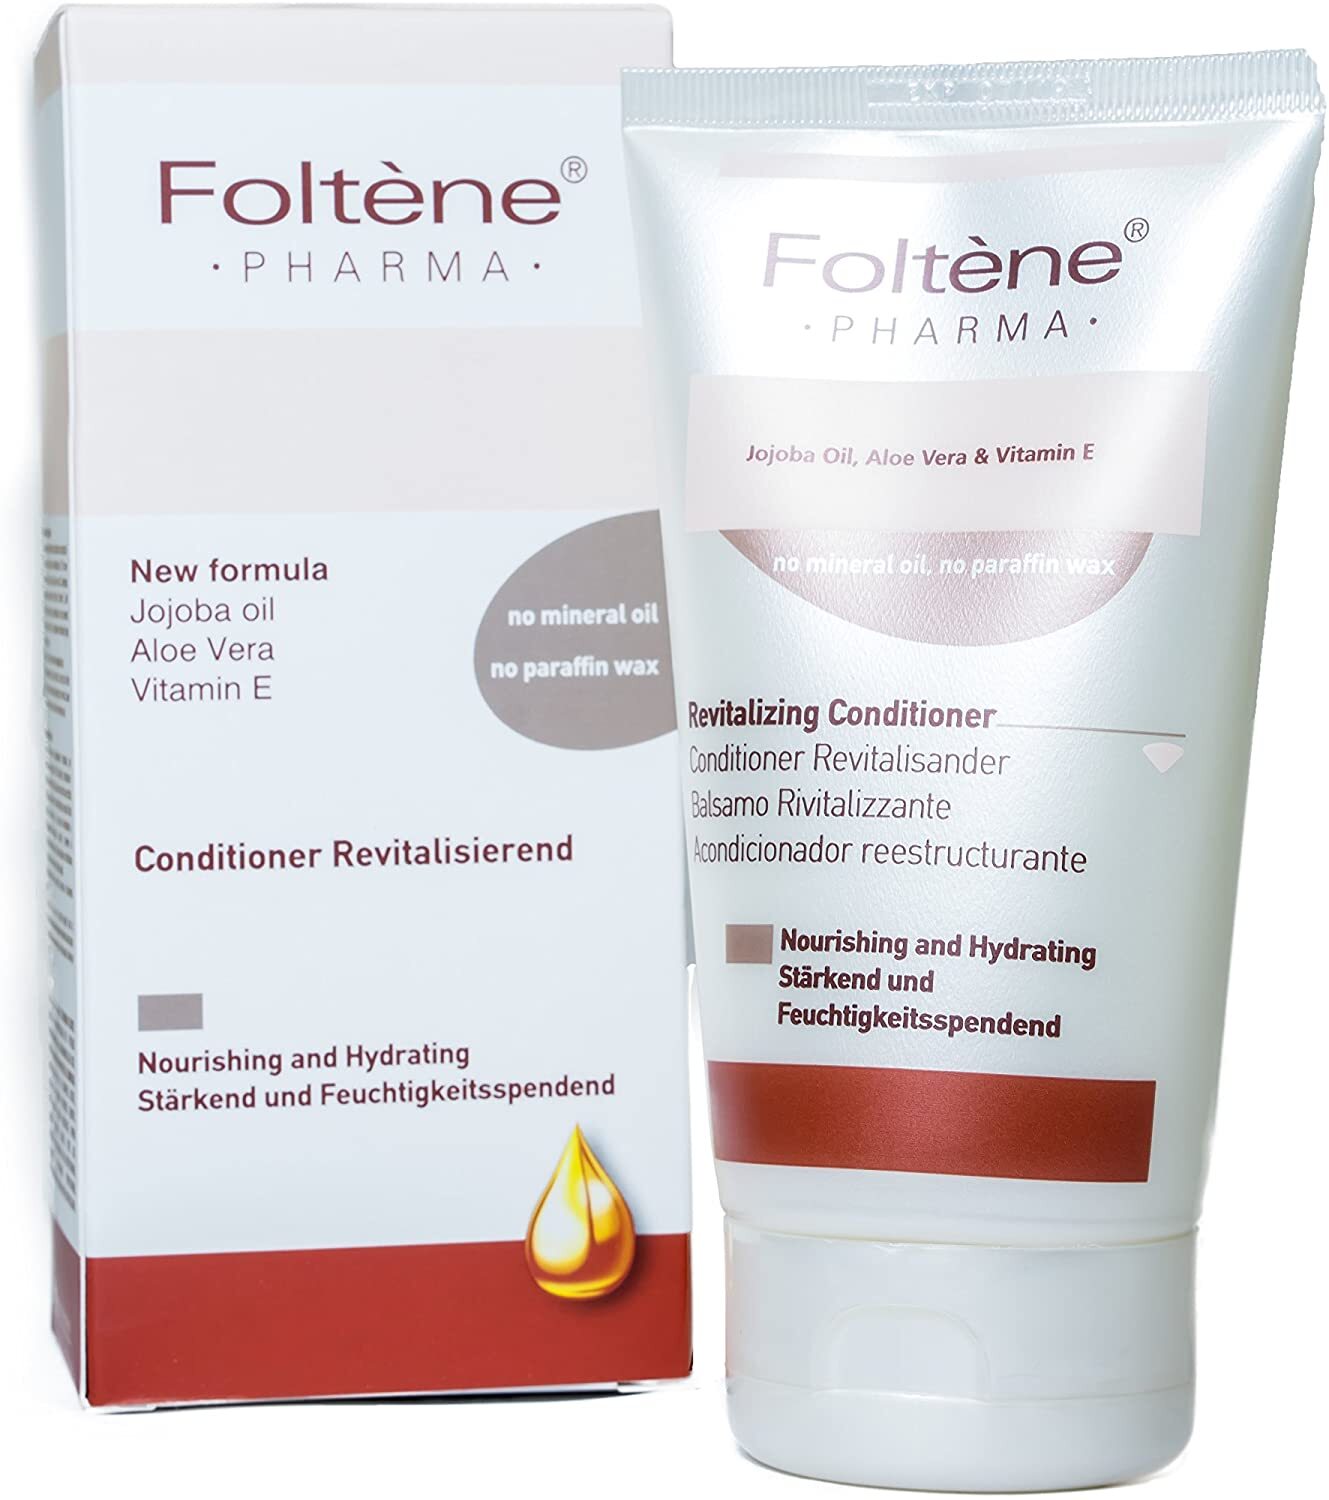 Foltène®
·PHARMA·
New formula
Jojoba oil
Aloe Vera
Vitamin E
no mineral oil
no paraffin wax
Conditioner Revitalisierend
Nourishing and Hydrating
Stärkend und Feuchtigkeitsspendend
Foltène®
·PHARMA·
Jojoba Oil, Aloe Vera & Vitamin E
no mineral oil, no paraffin wax
Revitalizing Conditioner
Conditioner Revitalisander
Balsamo Rivitalizzante
Acondicionador reestructurante
Nourishing and Hydrating
Stärkend und
Feuchtigkeitsspendend